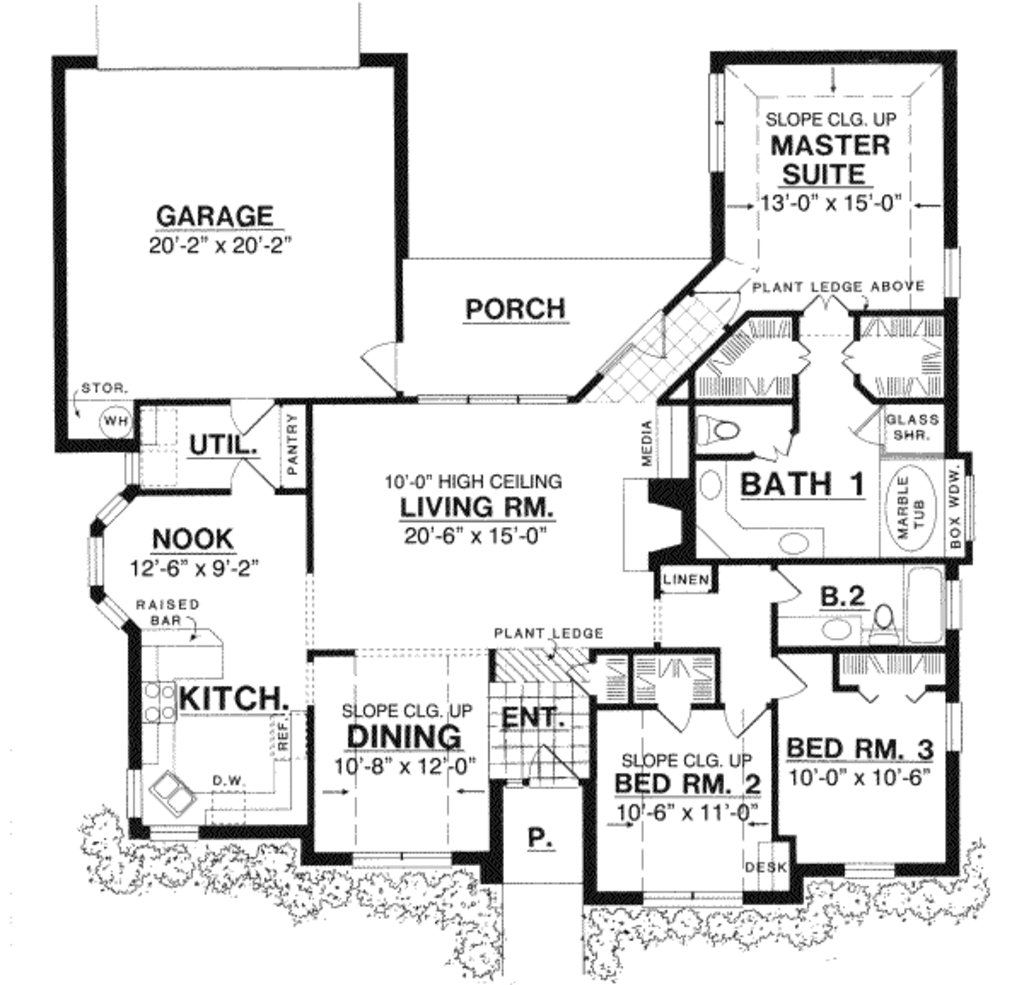 SLOPE CLG. UP
MASTER
SUITE
13'-0" x 15'-0"
GARAGE
20'-2" x 20'-2"
PORCH
PLANT LEDGE ABOVE
STOR.
WH
UTIL.
PANTRY
MEDIA
GLASS
SHR.
10'-0" HIGH CEILING
LIVING RM.
20'-6" x 15'-0"
BATH 1
MARBLE
TUB
BOX WDW.
NOOK
12'-6" x 9'-2"
RAISED
BAR
LINEN
B.2
PLANT LEDGE
KITCH.
REF.
D.W.
SLOPE CLG. UP
DINING
10'-8" x 12'-0"
ENT.
P.
SLOPE CLG. UP
BED RM. 2
10'-6" x 11'-0"
DESK
BED RM. 3
10'-0" x 10'-6"